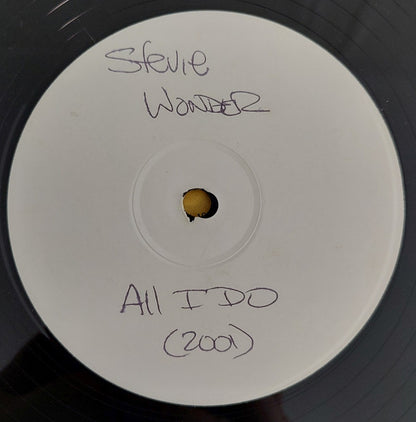 Stevie
WONDER
All I DO
(2001)